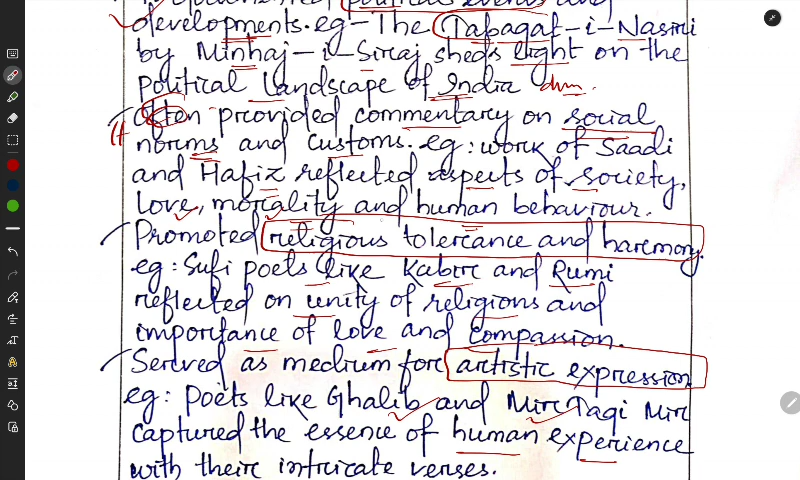 political events and
developments. eg- The Tabaqat-i-Nasiri
by Minhaj-i-Siraj sheds light on the
Political Landscape of India
Often provided commentary on social
norms and customs. eg: work of Saadi
and Hafiz reflected aspects of society,
love, morality and human behaviour.
Promoted religious tolerance and harmony.
eg: Sufi poets like Kabir and Rumi
reflected on unity of religions and
importance of love and compassion.
Served as medium for artistic expression
eg: Poets like Ghalib and Mir Taqi Mir
captured the essence of human experience
with their intricate verses.